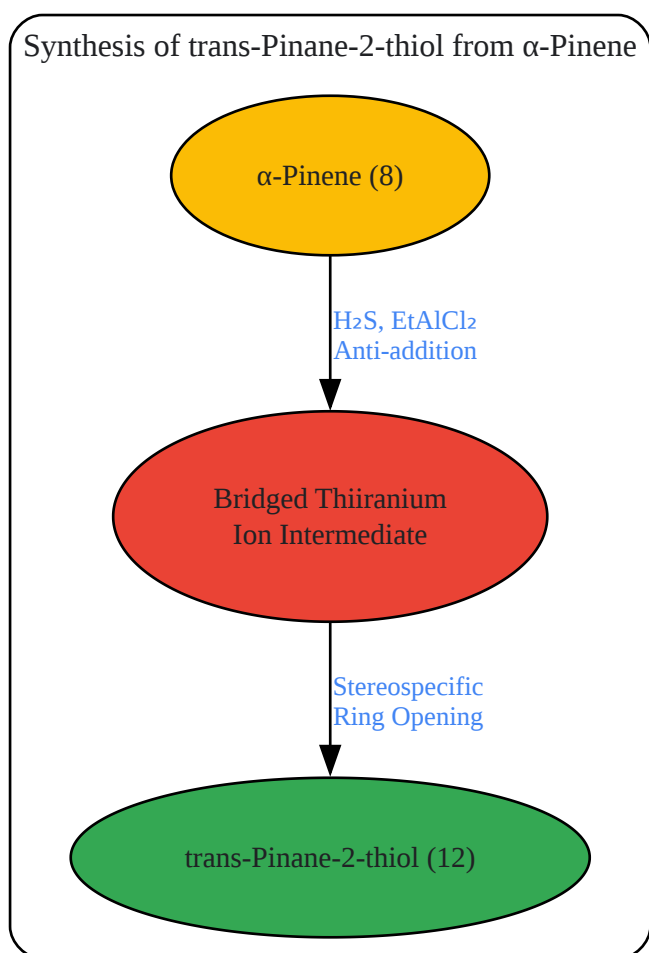 Synthesis of trans-Pinane-2-thiol from α-Pinene
α-Pinene (8)
H₂S, EtAlCl₂
Anti-addition
Bridged Thiiranium
Ion Intermediate
Stereospecific
Ring Opening
trans-Pinane-2-thiol (12)